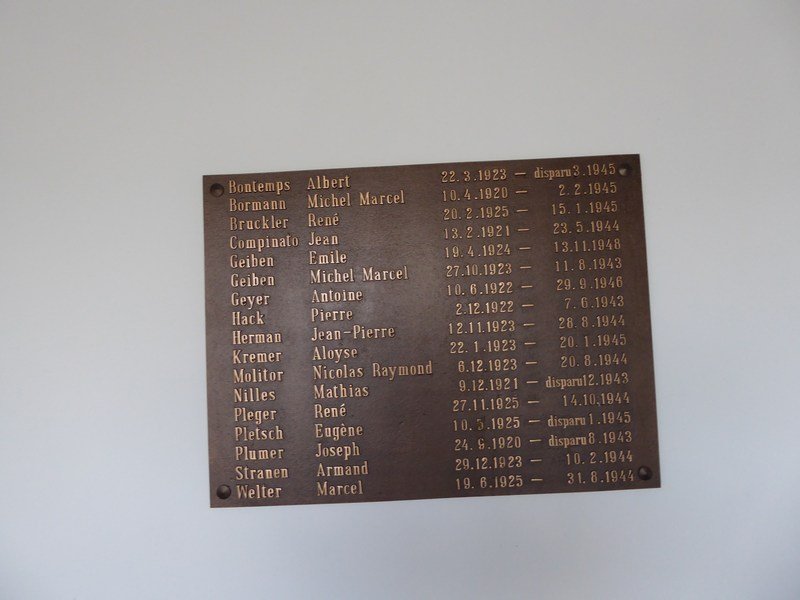 Bontemps Albert 22.3.1923 – disparu 3.1945
Bormann Michel Marcel 10.4.1920 – 2.2.1945
Bruckler René 20.2.1925 – 15.1.1945
Compinato Jean 13.2.1921 – 23.5.1944
Geiben Emile 19.4.1924 – 13.11.1948
Geiben Michel Marcel 27.10.1923 – 11.8.1943
Geyer Antoine 10.6.1922 – 29.9.1946
Hack Pierre 2.12.1922 – 7.6.1943
Herman Jean-Pierre 12.11.1923 – 28.8.1944
Kremer Aloyse 22.1.1923 – 20.1.1945
Molitor Nicolas Raymond 6.12.1923 – 20.8.1944
Nilles Mathias 9.12.1921 – disparu 12.1943
Pleger René 27.11.1925 – 14.10.1944
Pletsch Eugène 10.3.1925 – disparu 1.1945
Plumer Joseph 24.6.1920 – disparu 8.1943
Stranen Armand 29.12.1923 – 10.2.1944
Welter Marcel 19.6.1925 – 31.8.1944